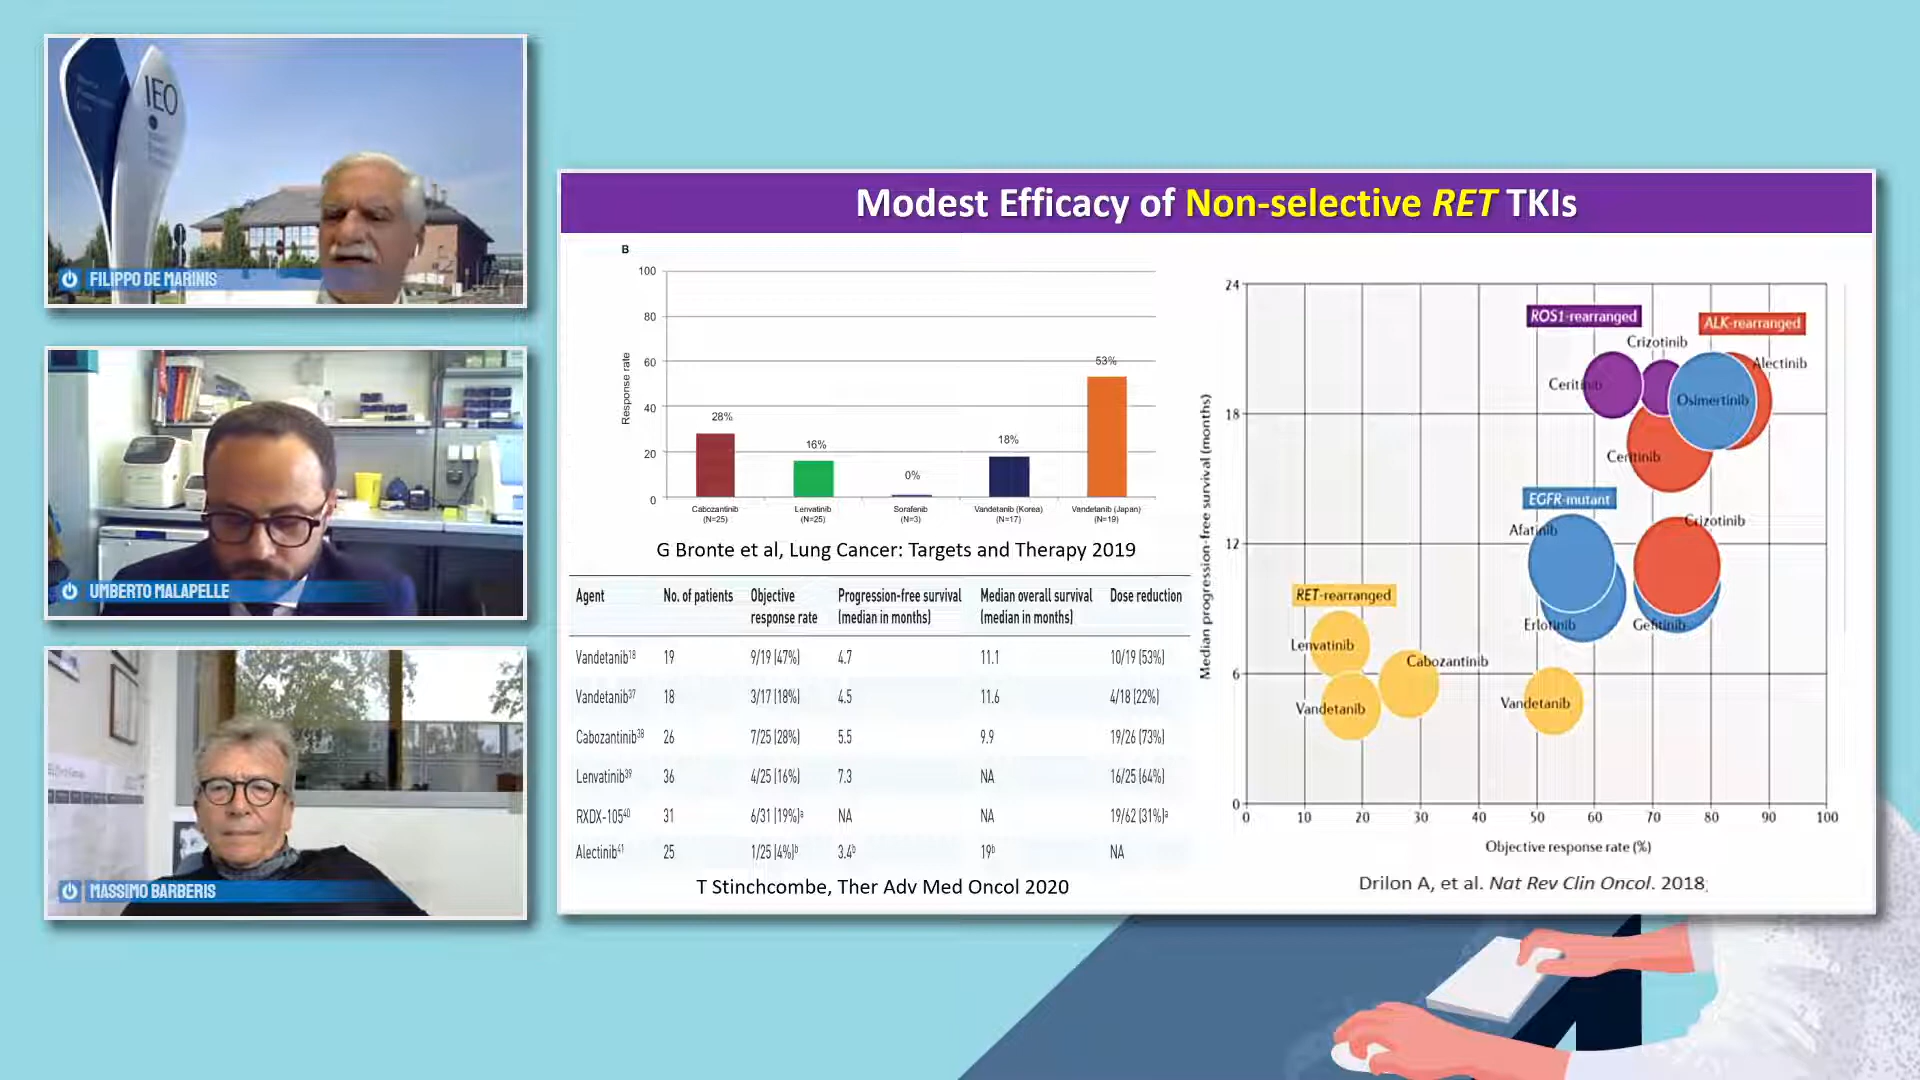 IEO
FILIPPO DE MARINIS
UMBERTO MALAPELLE
MASSIMO BARBERIS
Modest Efficacy of Non-selective RET TKIs
B
Response rate
100
80
60
40
20
0
28%
16%
0%
18%
53%
Cabozantinib
(N=25)
Lenvatinib
(N=25)
Sorafenib
(N=3)
Vandetanib (Korea)
(N=17)
Vandetanib (Japan)
(N=19)
G Bronte et al, Lung Cancer: Targets and Therapy 2019
Agent No. of patients Objective response rate Progression-free survival (median in months) Median overall survival (median in months) Dose reduction
Vandetanib18 19 9/19 (47%) 4.7 11.1 10/19 (53%)
Vandetanib37 18 3/17 (18%) 4.5 11.6 4/18 (22%)
Cabozantinib38 26 7/25 (28%) 5.5 9.9 19/26 (73%)
Lenvatinib39 36 4/25 (16%) 7.3 NA 16/25 (64%)
RXDX-10540 31 6/31 (19%)a NA NA 19/62 (31%)a
Alectinib41 25 1/25 (4%)b 3.4b 19b NA
T Stinchcombe, Ther Adv Med Oncol 2020
Median progression-free survival (months)
24
18
12
6
0
ROS1-rearranged
ALK-rearranged
Crizotinib
Alectinib
Ceritinib
Osimertinib
Ceritinib
EGFR-mutant
Afatinib
Crizotinib
Erlotinib
Gefitinib
RET-rearranged
Lenvatinib
Cabozantinib
Vandetanib
Vandetanib
0 10 20 30 40 50 60 70 80 90 100
Objective response rate (%)
Drilon A, et al. Nat Rev Clin Oncol. 2018;